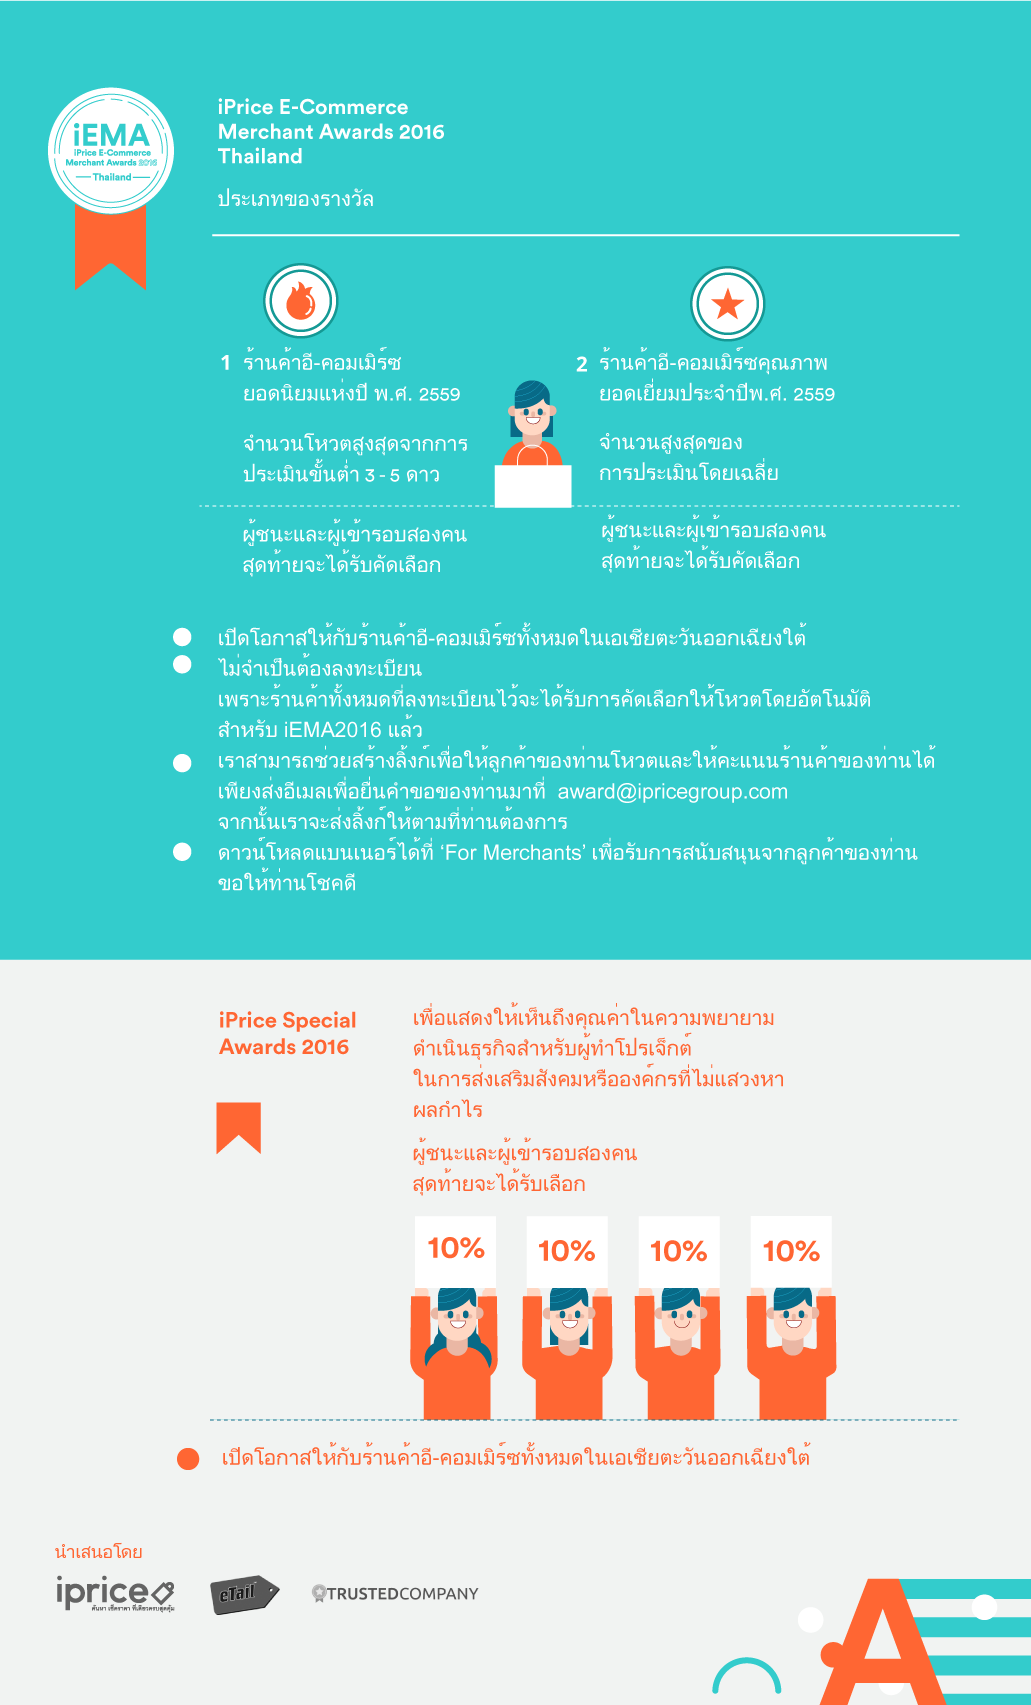 iEMA
iPrice E-Commerce
Merchant Awards 2016
Thailand
iPrice E-Commerce
Merchant Awards 2016
Thailand
ประเภทของรางวัล
1 ร้านค้าอี-คอมเมิร์ซ
ยอดนิยมแห่งปี พ.ศ. 2559
จำนวนโหวตสูงสุดจากการ
ประเมินขั้นต่ำ 3 - 5 ดาว
ผู้ชนะและผู้เข้ารอบสองคน
สุดท้ายจะได้รับคัดเลือก
2 ร้านค้าอี-คอมเมิร์ซคุณภาพ
ยอดเยี่ยมประจำปีพ.ศ. 2559
จำนวนสูงสุดของ
การประเมินโดยเฉลี่ย
ผู้ชนะและผู้เข้ารอบสองคน
สุดท้ายจะได้รับคัดเลือก
เปิดโอกาสให้กับร้านค้าอี-คอมเมิร์ซทั้งหมดในเอเชียตะวันออกเฉียงใต้
ไม่จำเป็นต้องลงทะเบียน
เพราะร้านค้าทั้งหมดที่ลงทะเบียนไว้จะได้รับการคัดเลือกให้โหวตโดยอัตโนมัติ
สำหรับ iEMA2016 แล้ว
เราสามารถช่วยสร้างลิ้งก์เพื่อให้ลูกค้าของท่านโหวตและให้คะแนนร้านค้าของท่านได้
เพียงส่งอีเมลเพื่อยื่นคำขอของท่านมาที่ award@ipricegroup.com
จากนั้นเราจะส่งลิ้งก์ให้ตามที่ท่านต้องการ
ดาวน์โหลดแบนเนอร์ได้ที่ ‘For Merchants’ เพื่อรับการสนับสนุนจากลูกค้าของท่าน
ขอให้ท่านโชคดี
iPrice Special
Awards 2016
เพื่อแสดงให้เห็นถึงคุณค่าในความพยายาม
ดำเนินธุรกิจสำหรับผู้ทำโปรเจ็กต์
ในการส่งเสริมสังคมหรือองค์กรที่ไม่แสวงหา
ผลกำไร
ผู้ชนะและผู้เข้ารอบสองคน
สุดท้ายจะได้รับเลือก
10% 10% 10% 10%
เปิดโอกาสให้กับร้านค้าอี-คอมเมิร์ซทั้งหมดในเอเชียตะวันออกเฉียงใต้
นำเสนอโดย
iprice
ค้นหา เช็คราคา ที่เดียวครบสุดคุ้ม
eTail
TRUSTEDCOMPANY
A